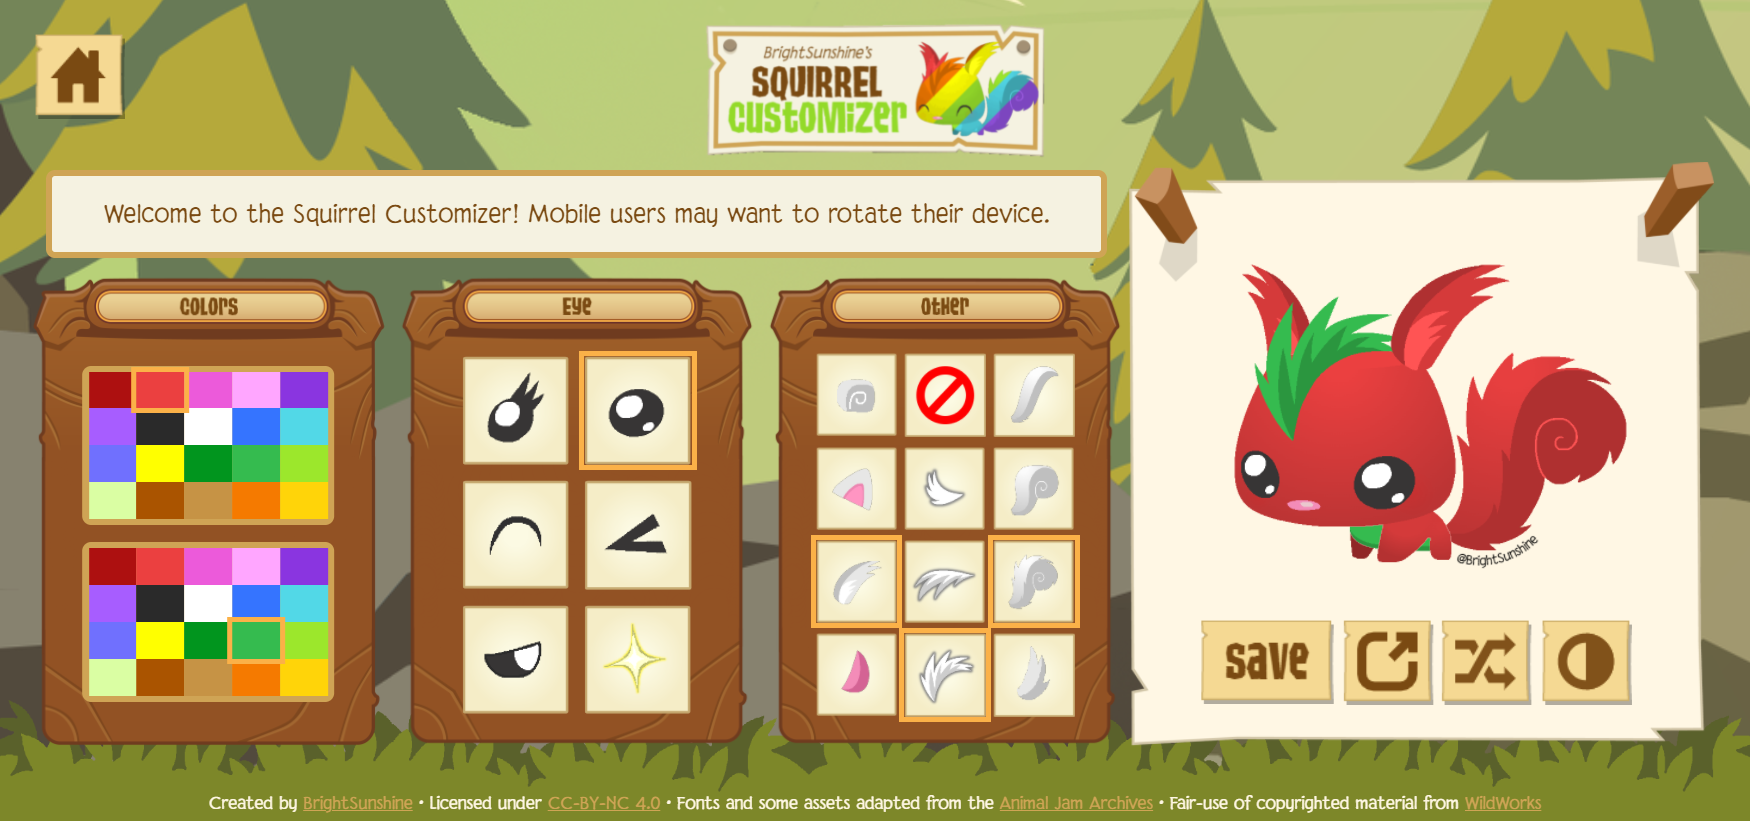 BrightSunshine's
SQUIRREL
CUSTOMIZER
Welcome to the Squirrel Customizer! Mobile users may want to rotate their device.
Colors
Eye
Other
@BrightSunshine
save
Created by BrightSunshine • Licensed under CC-BY-NC 4.0 • Fonts and some assets adapted from the Animal Jam Archives • Fair-use of copyrighted material from WildWorks